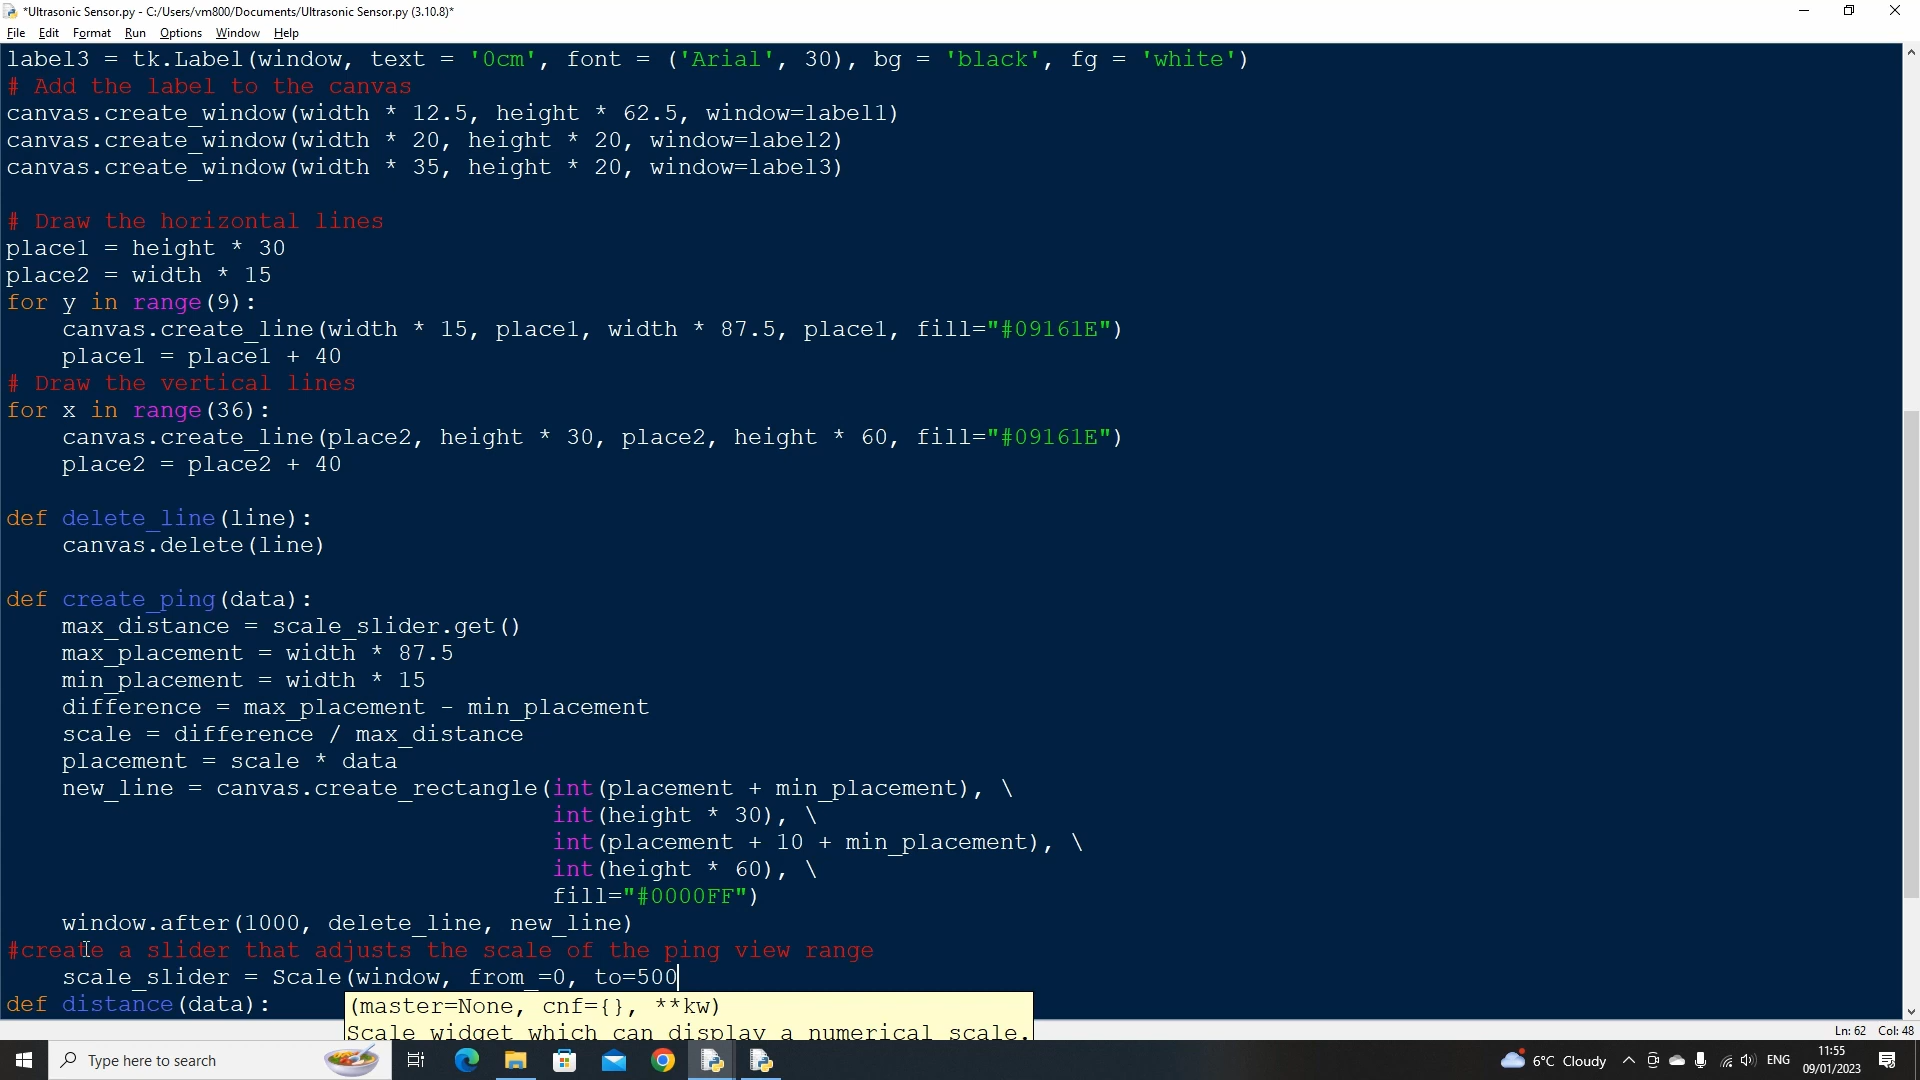 *Ultrasonic Sensor.py - C:/Users/vm800/Documents/Ultrasonic Sensor.py (3.10.8)*
File Edit Format Run Options Window Help
label3 = tk.Label(window, text = '0cm', font = ('Arial', 30), bg = 'black', fg = 'white')
# Add the label to the canvas
canvas.create_window(width * 12.5, height * 62.5, window=label1)
canvas.create_window(width * 20, height * 20, window=label2)
canvas.create_window(width * 35, height * 20, window=label3)
# Draw the horizontal lines
place1 = height * 30
place2 = width * 15
for y in range(9):
    canvas.create_line(width * 15, place1, width * 87.5, place1, fill="#09161E")
    place1 = place1 + 40
# Draw the vertical lines
for x in range(36):
    canvas.create_line(place2, height * 30, place2, height * 60, fill="#09161E")
    place2 = place2 + 40
def delete_line(line):
    canvas.delete(line)
def create_ping(data):
    max_distance = scale_slider.get()
    max_placement = width * 87.5
    min_placement = width * 15
    difference = max_placement - min_placement
    scale = difference / max_distance
    placement = scale * data
    new_line = canvas.create_rectangle(int(placement + min_placement), \
                                       int(height * 30), \
                                       int(placement + 10 + min_placement), \
                                       int(height * 60), \
                                       fill="#0000FF")
    window.after(1000, delete_line, new_line)
#create a slider that adjusts the scale of the ping view range
    scale_slider = Scale(window, from_=0, to=500
def distance(data):
(master=None, cnf={}, **kw)
Scale widget which can display a numerical scale.
Ln: 62 Col: 48
Type here to search
6°C Cloudy
ENG
11:55
09/01/2023